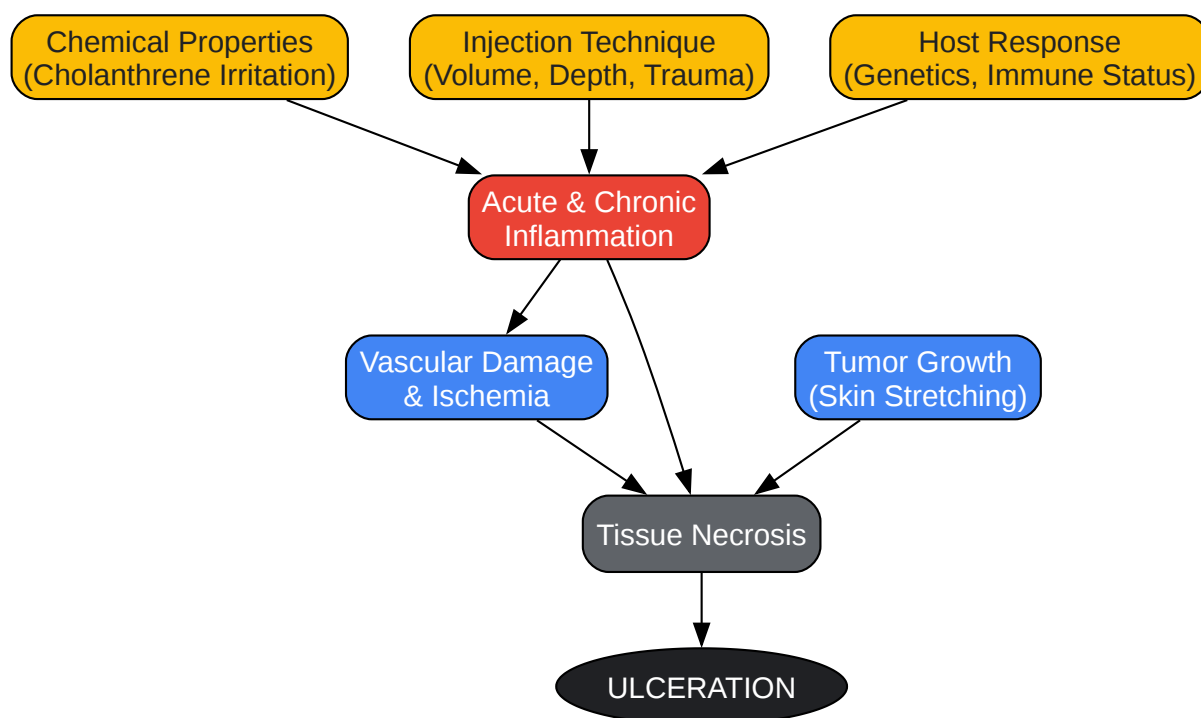 Chemical Properties
(Cholanthrene Irritation)
Injection Technique
(Volume, Depth, Trauma)
Host Response
(Genetics, Immune Status)
Acute & Chronic
Inflammation
Vascular Damage
& Ischemia
Tumor Growth
(Skin Stretching)
Tissue Necrosis
ULCERATION